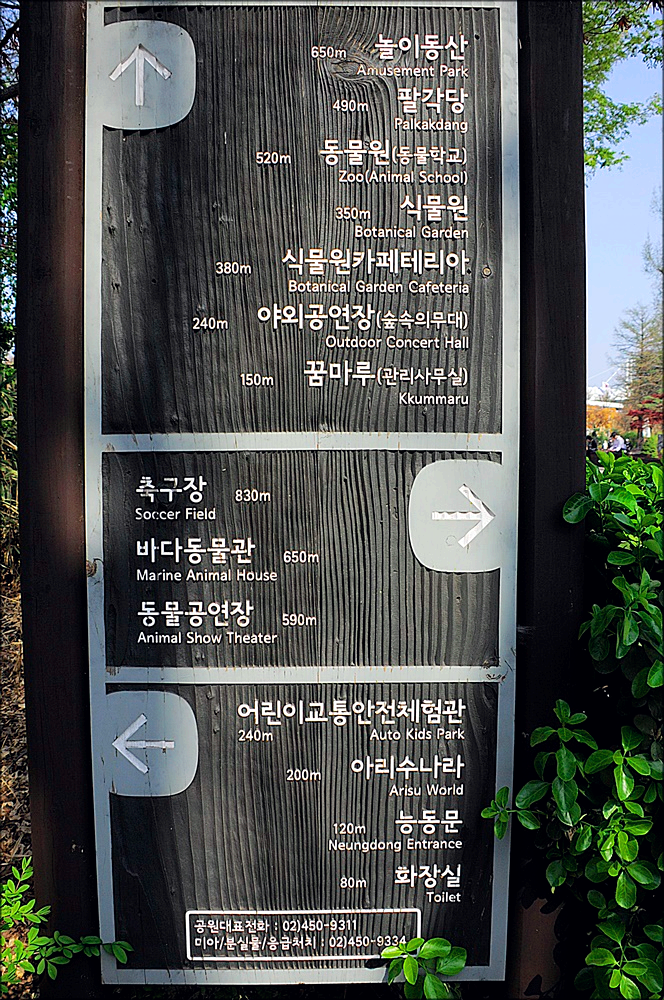 650m 놀이동산
Amusement Park
490m 팔각당
Palkakdang
520m 동물원(동물학교)
Zoo(Animal School)
350m 식물원
Botanical Garden
380m 식물원카페테리아
Botanical Garden Cafeteria
240m 야외공연장(숲속의무대)
Outdoor Concert Hall
150m 꿈마루(관리사무실)
Kkummaru
축구장 830m
Soccer Field
바다동물관 650m
Marine Animal House
동물공연장 590m
Animal Show Theater
어린이교통안전체험관
240m Auto Kids Park
200m 아리수나라
Arisu World
120m 능동문
Neungdong Entrance
80m 화장실
Toilet
공원대표전화 : 02)450-9311
미아/분실물/응급처치 : 02)450-9334